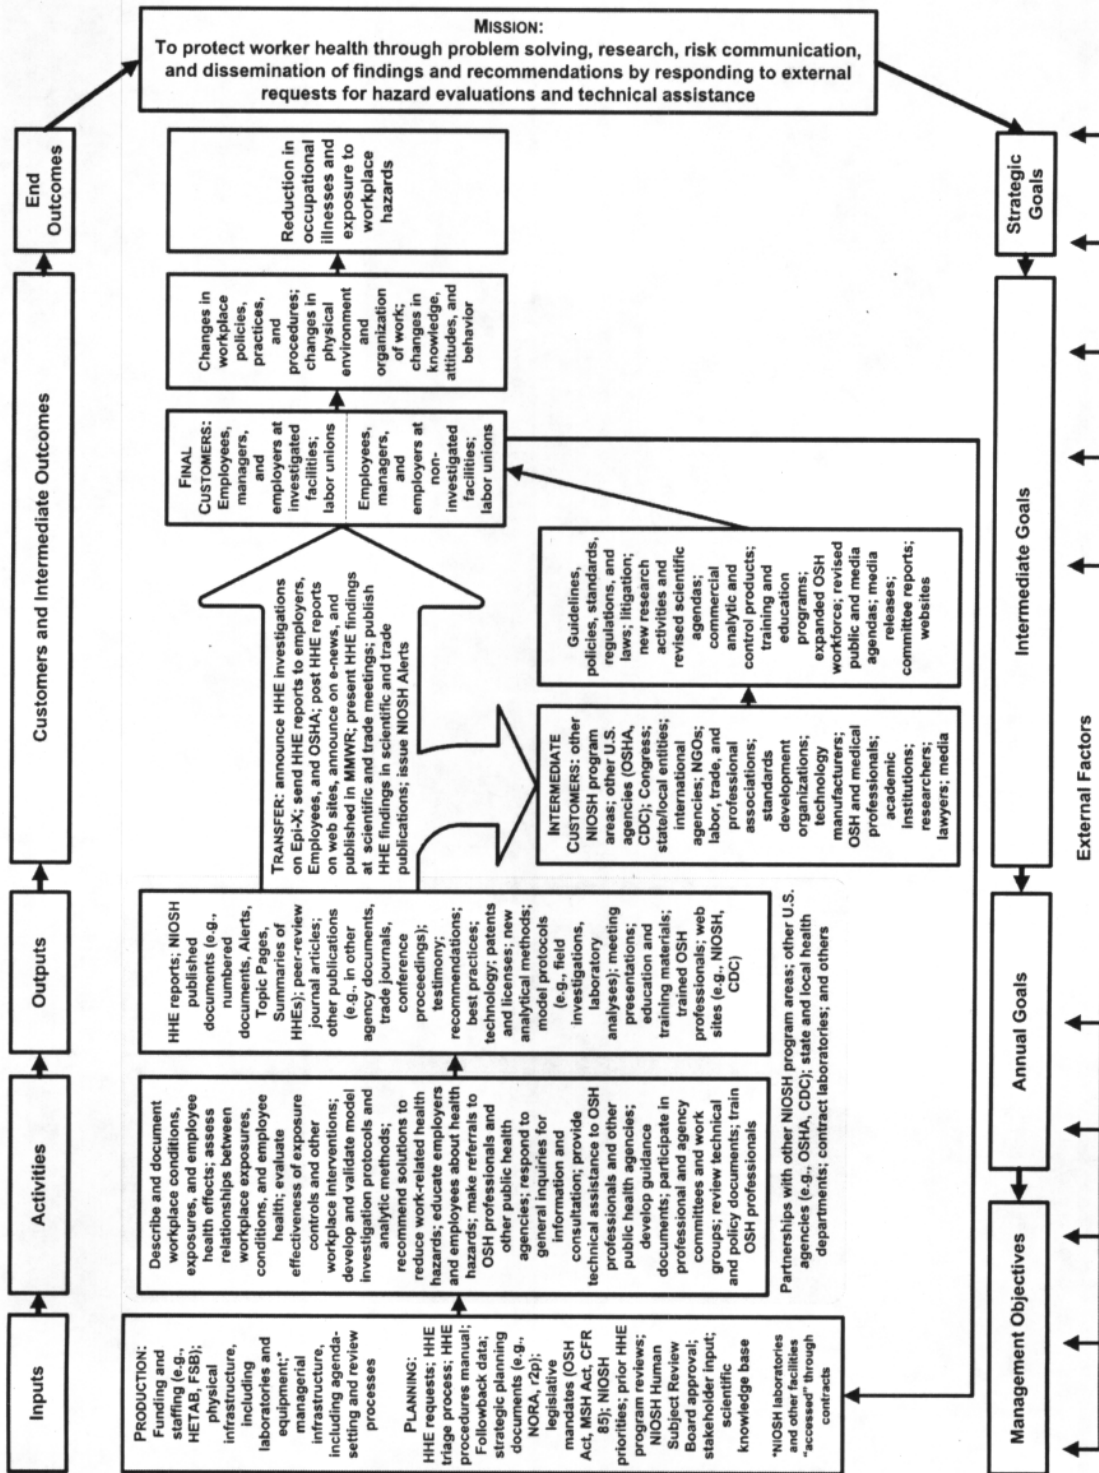 Inputs
Activities
Outputs
Customers and Intermediate Outcomes
End
Outcomes
PRODUCTION:
Funding and
staffing (e.g.,
HETAB, FSB);
physical
infrastructure,
including
laboratories and
equipment;*
managerial
infrastructure,
including agenda-
setting and review
processes
PLANNING:
HHE requests; HHE
triage process; HHE
procedures manual;
Followback data;
strategic planning
documents (e.g.,
NORA, r2p);
legislative
mandates (OSH
Act, MSH Act, CFR
85); NIOSH
priorities; prior HHE
program reviews;
NIOSH Human
Subject Review
Board approval;
stakeholder input;
scientific
knowledge base
*NIOSH laboratories
and other facilities
"accessed" through
contracts
Describe and document
workplace conditions,
exposures, and employee
health effects; assess
relationships between
workplace exposures,
conditions, and employee
health; evaluate
effectiveness of exposure
controls and other
workplace interventions;
develop and validate model
investigation protocols and
analytic methods;
recommend solutions to
reduce work-related health
hazards; educate employers
and employees about health
hazards; make referrals to
OSH professionals and
other public health
agencies; respond to
general inquiries for
information and
consultation; provide
technical assistance to OSH
professionals and other
public health agencies;
develop guidance
documents; participate in
professional and agency
committees and work
groups; review technical
and policy documents; train
OSH professionals
HHE reports; NIOSH
published
documents (e.g.,
numbered
documents, Alerts,
Topic Pages,
Summaries of
HHEs); peer-review
journal articles;
other publications
(e.g., in other
agency documents,
trade journals,
conference
proceedings);
testimony;
recommendations;
best practices;
technology; patents
and licenses; new
analytical methods;
model protocols
(e.g., field
investigations,
laboratory
analyses); meeting
presentations;
education and
training materials;
trained OSH
professionals; web
sites (e.g., NIOSH,
CDC)
Partnerships with other NIOSH program areas; other U.S.
agencies (e.g., OSHA, CDC); state and local health
departments; contract laboratories; and others
TRANSFER: announce HHE investigations
on Epi-X; send HHE reports to employers,
Employees, and OSHA; post HHE reports
on web sites, announce on e-news, and
published in MMWR; present HHE findings
at scientific and trade meetings; publish
HHE findings in scientific and trade
publications; issue NIOSH Alerts
INTERMEDIATE
CUSTOMERS: other
NIOSH program
areas; other U.S.
agencies (OSHA,
CDC); Congress;
state/local entities;
international
agencies; NGOs;
labor, trade, and
professional
associations;
standards
development
organizations;
technology
manufacturers;
OSH and medical
professionals;
academic
institutions;
researchers;
lawyers; media
Guidelines,
policies, standards,
regulations, and
laws; litigation;
new research
activities and
revised scientific
agendas;
commercial
analytic and
control products;
training and
education
programs;
expanded OSH
workforce; revised
public and media
agendas; media
releases;
committee reports;
websites
FINAL
CUSTOMERS:
Employees,
managers,
and
employers at
investigated
facilities;
labor unions
Employees,
managers,
and
employers at
non-
investigated
facilities;
labor unions
Changes in
workplace
policies,
practices,
and
procedures;
changes in
physical
environment
and
organization
of work;
changes in
knowledge,
attitudes, and
behavior
Reduction in
occupational
illnesses and
exposure to
workplace
hazards
MISSION:
To protect worker health through problem solving, research, risk communication,
and dissemination of findings and recommendations by responding to external
requests for hazard evaluations and technical assistance
Management Objectives
Annual Goals
Intermediate Goals
Strategic
Goals
External Factors